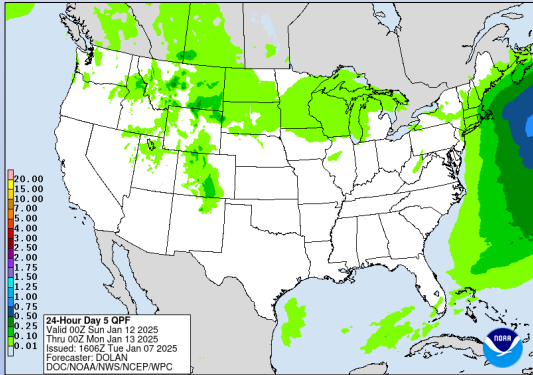 20.00
15.00
10.00
7.00
5.00
4.00
3.00
2.50
2.00
1.75
1.50
1.25
1.00
0.75
0.50
0.25
0.10
0.01
24-Hour Day 5 QPF
Valid 00Z Sun Jan 12 2025
Thru 00Z Mon Jan 13 2025
Issued: 1606Z Tue Jan 07 2025
Forecaster: DOLAN
DOC/NOAA/NWS/NCEP/WPC
NOAA